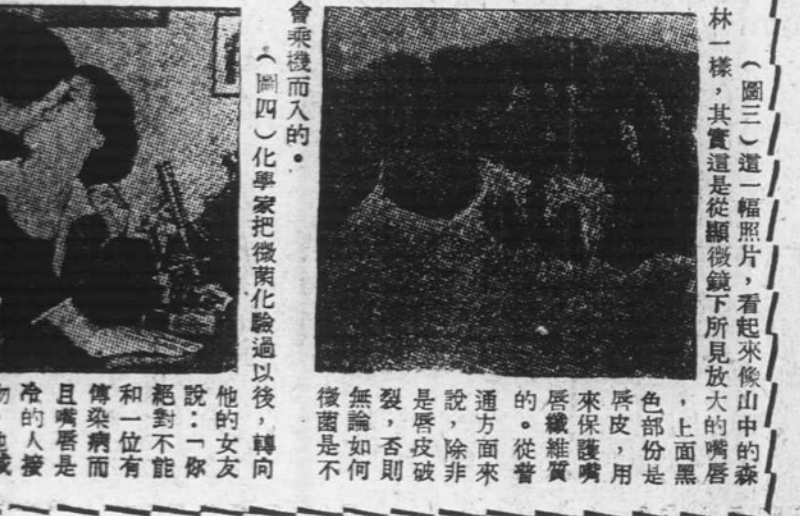 （圖三）這一幅照片，看起來像山中的森
林一樣，其實這是從顯微鏡下所見放大的嘴唇
，上面黑
色部份是
唇皮，用
來保護嘴
唇纖維質
的。從普
通方面來
說，除非
是唇皮破
裂，否則
無論如何
微菌是不
會乘機而入的。
（圖四）化學家把微菌化驗過以後，轉向
他的女友
說：「你
絕對不能
和一位有
傳染病而
且嘴唇是
冷的人接